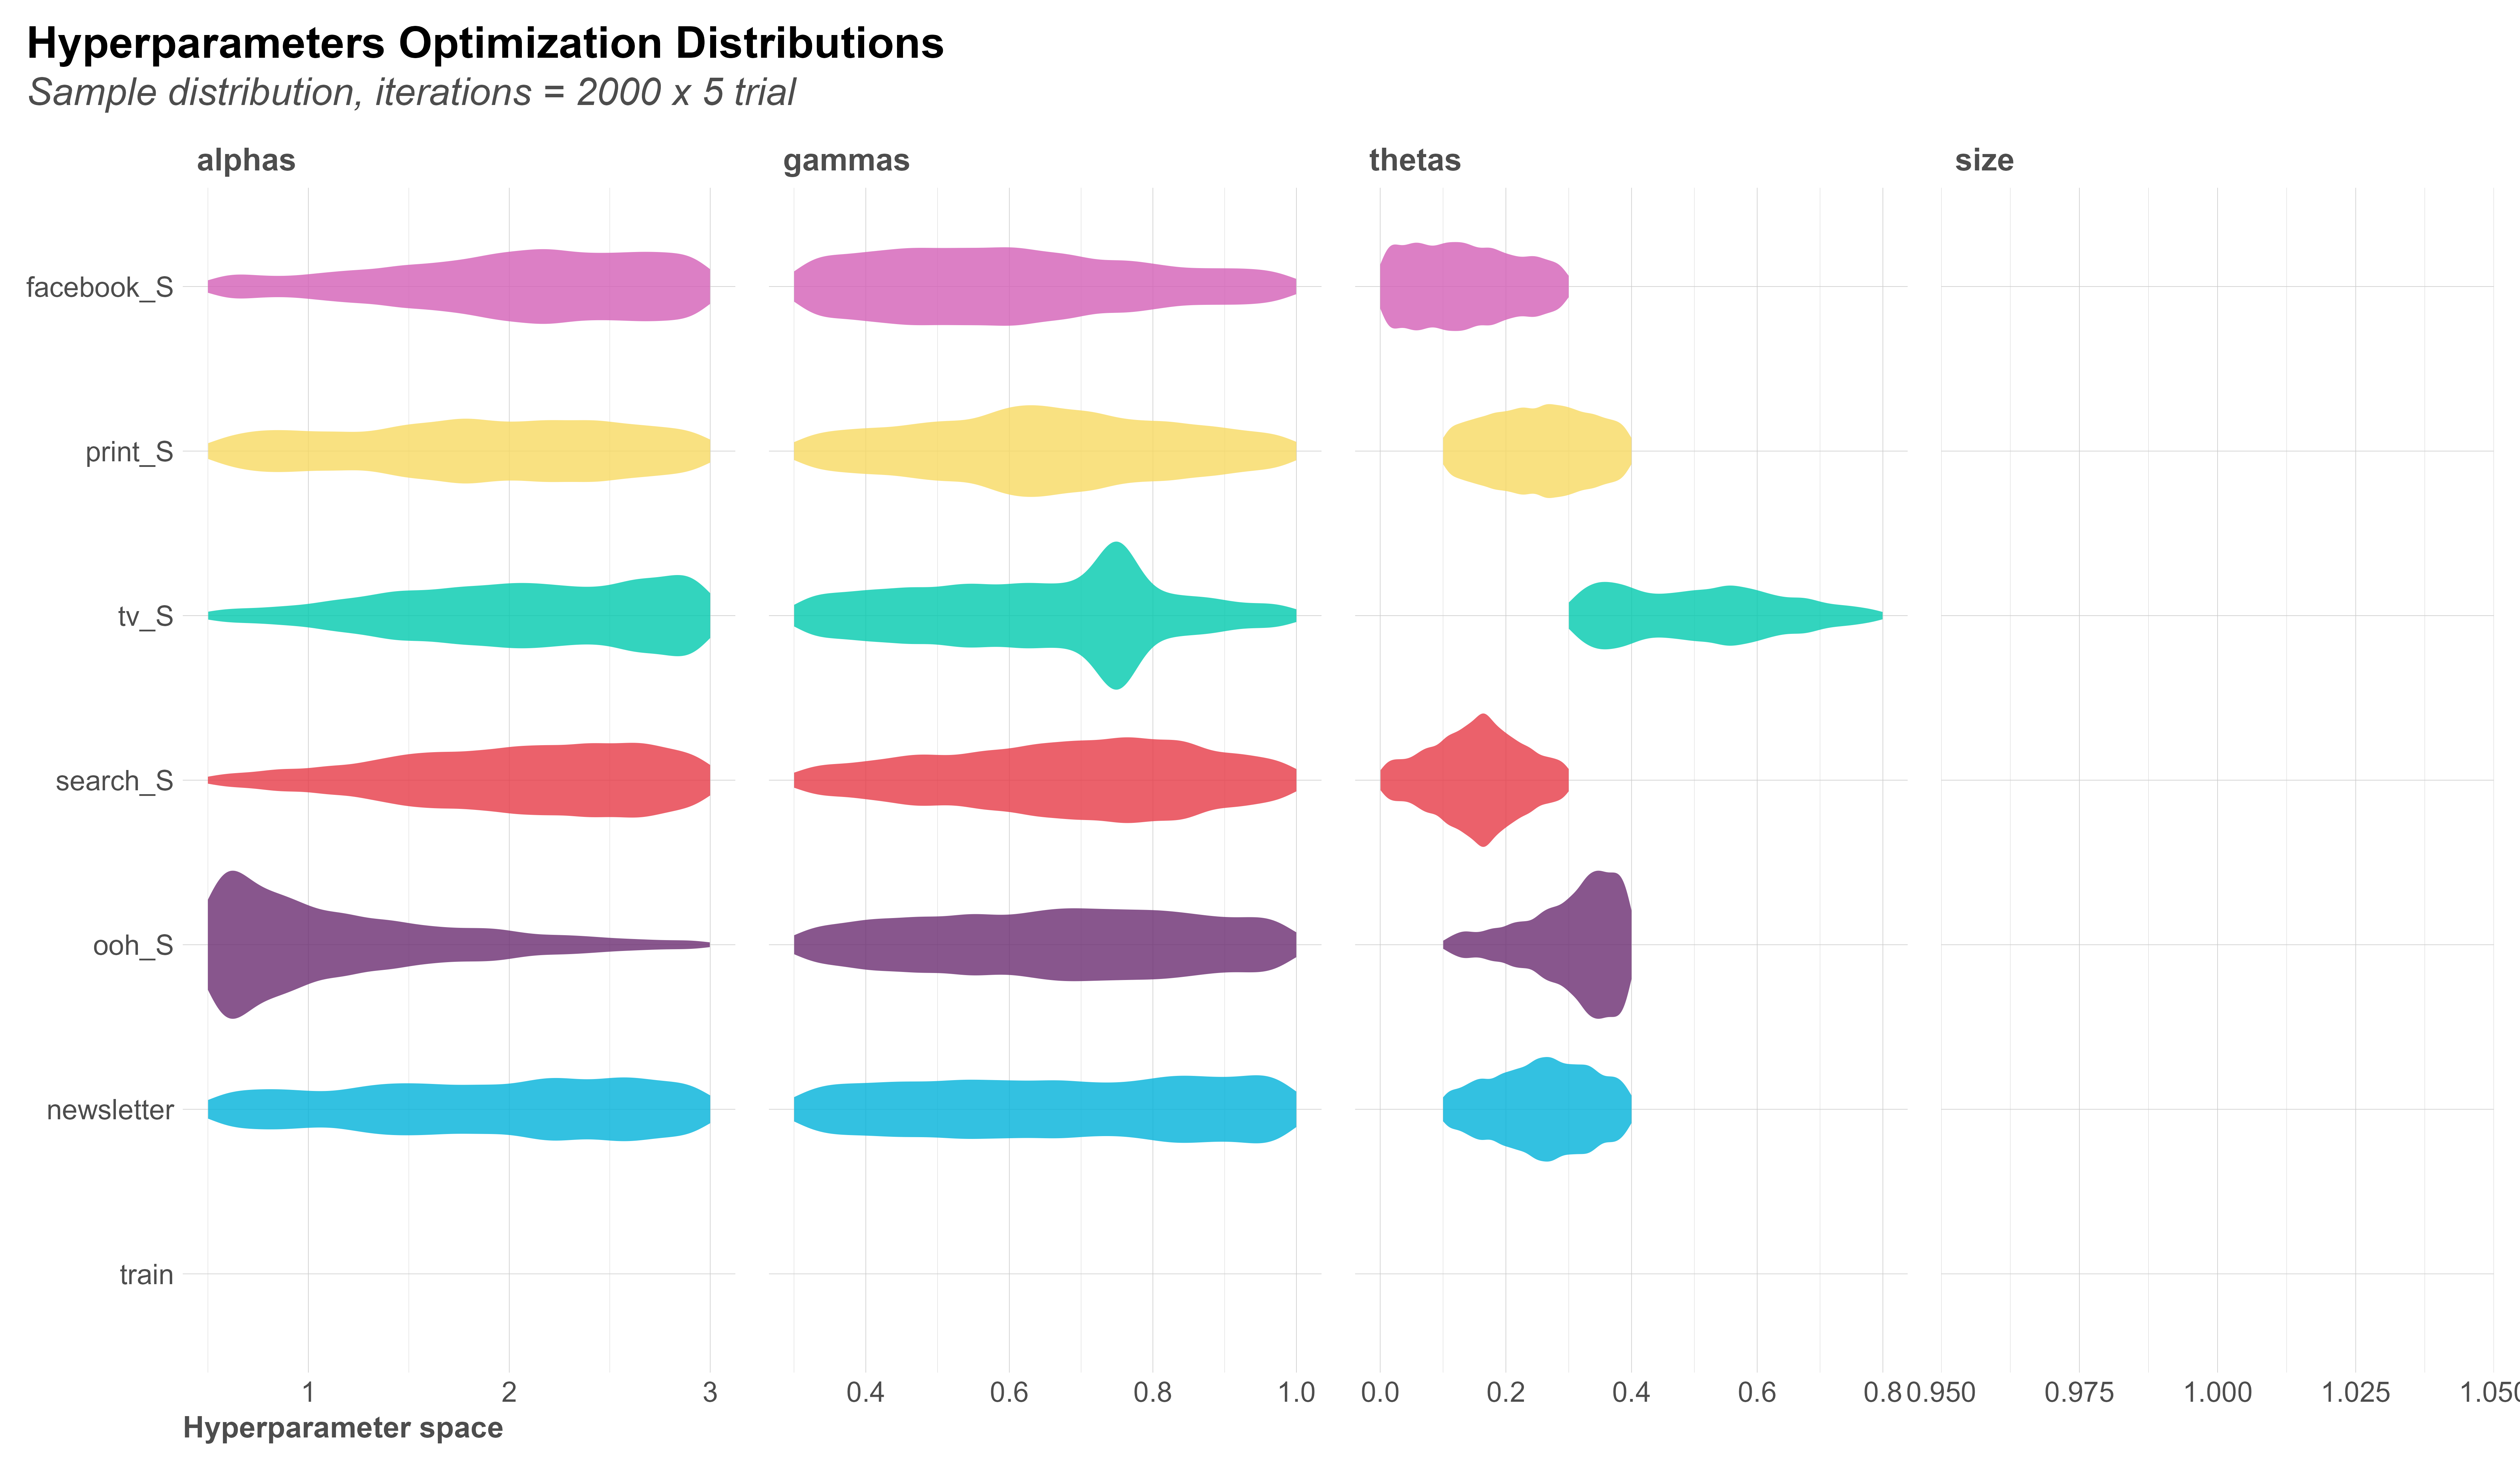 Hyperparameters Optimization Distributions
Sample distribution, iterations = 2000 x 5 trial
alphas gammas thetas size
facebook_S
print_S
tv_S
search_S
ooh_S
newsletter
train
1 2 3 0.4 0.6 0.8 1.0 0.0 0.2 0.4 0.6 0.8 0.950 0.975 1.000 1.025 1.050
Hyperparameter space